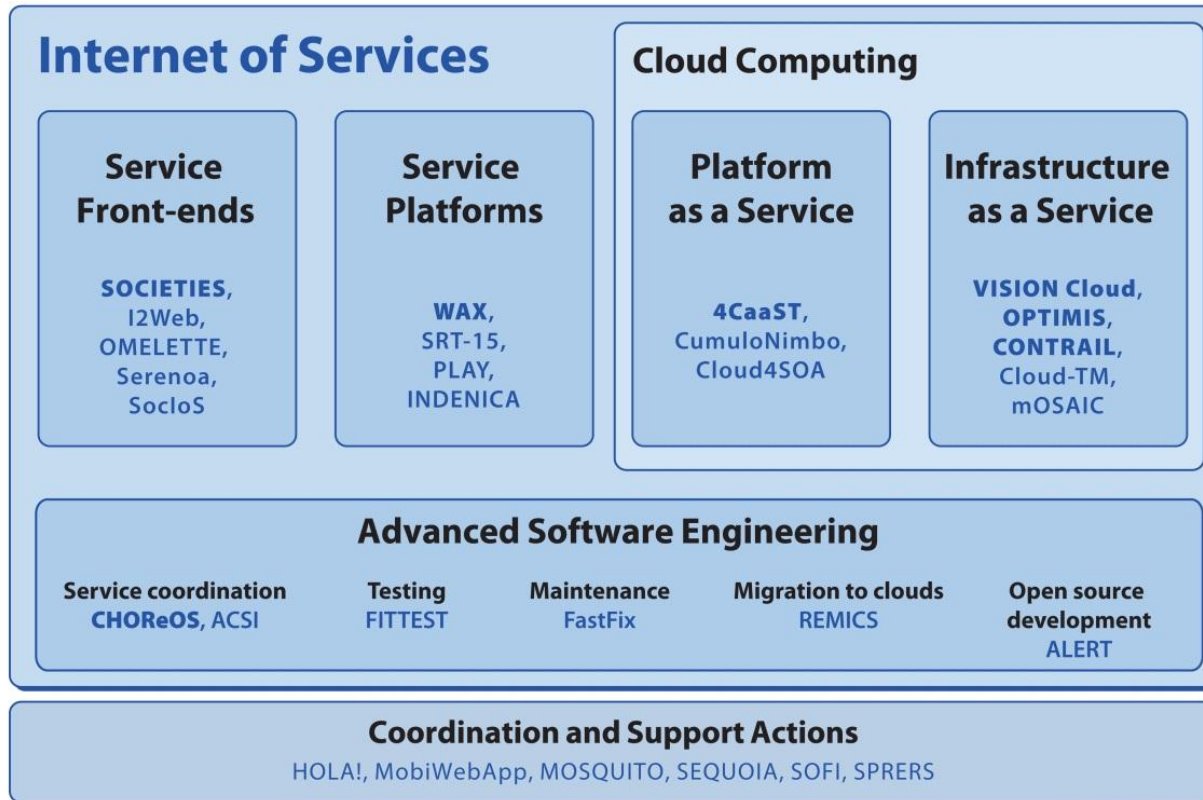 Internet of Services
Cloud Computing
Service
Front-ends
SOCIETIES,
I2Web,
OMELETTE,
Serenoa,
SocIoS
Service
Platforms
WAX,
SRT-15,
PLAY,
INDENICA
Platform
as a Service
4CaaST,
CumuloNimbo,
Cloud4SOA
Infrastructure
as a Service
VISION Cloud,
OPTIMIS,
CONTRAIL,
Cloud-TM,
mOSAIC
Advanced Software Engineering
Service coordination
CHOReOS, ACSI
Testing
FITTEST
Maintenance
FastFix
Migration to clouds
REMICS
Open source
development
ALERT
Coordination and Support Actions
HOLA!, MobiWebApp, MOSQUITO, SEQUOIA, SOFI, SPRERS